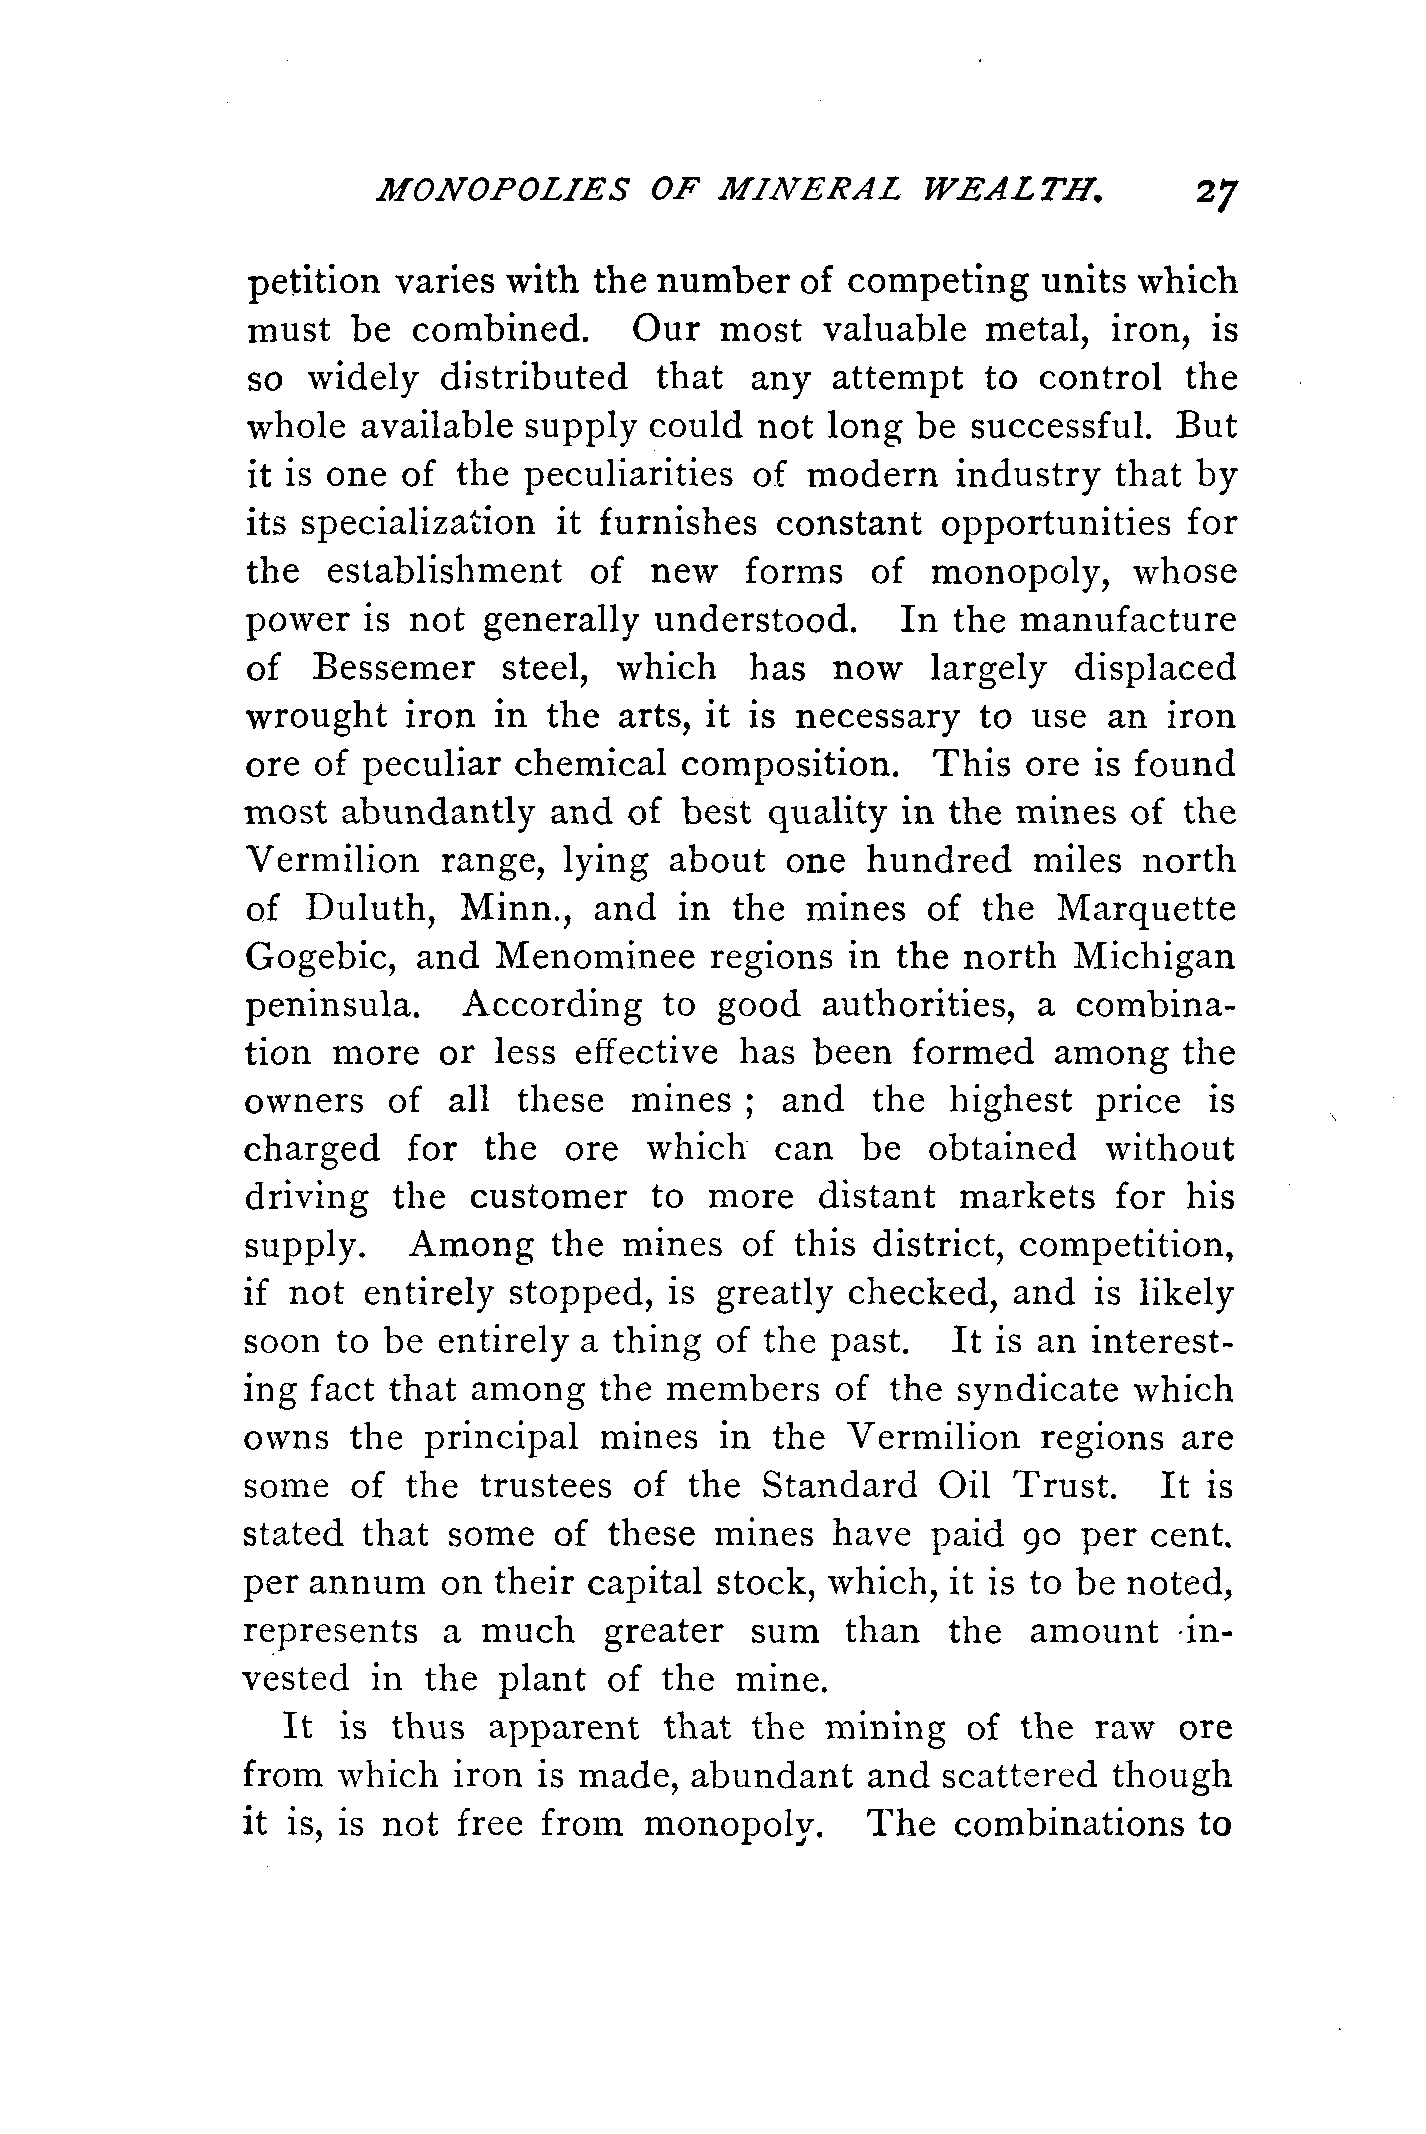 MONOPOLIES OF MINERAL WEALTH. 27
petition varies with the number of competing units which
must be combined. Our most valuable metal, iron, is
so widely distributed that any attempt to control the
whole available supply could not long be successful. But
it is one of the peculiarities of modern industry that by
its specialization it furnishes constant opportunities for
the establishment of new forms of monopoly, whose
power is not generally understood. In the manufacture
of Bessemer steel, which has now largely displaced
wrought iron in the arts, it is necessary to use an iron
ore of peculiar chemical composition. This ore is found
most abundantly and of best quality in the mines of the
Vermilion range, lying about one hundred miles north
of Duluth, Minn., and in the mines of the Marquette
Gogebic, and Menominee regions in the north Michigan
peninsula. According to good authorities, a combina-
tion more or less effective has been formed among the
owners of all these mines ; and the highest price is
charged for the ore which can be obtained without
driving the customer to more distant markets for his
supply. Among the mines of this district, competition,
if not entirely stopped, is greatly checked, and is likely
soon to be entirely a thing of the past. It is an interest-
ing fact that among the members of the syndicate which
owns the principal mines in the Vermilion regions are
some of the trustees of the Standard Oil Trust. It is
stated that some of these mines have paid 90 per cent.
per annum on their capital stock, which, it is to be noted,
represents a much greater sum than the amount in-
vested in the plant of the mine.
It is thus apparent that the mining of the raw ore
from which iron is made, abundant and scattered though
it is, is not free from monopoly. The combinations to